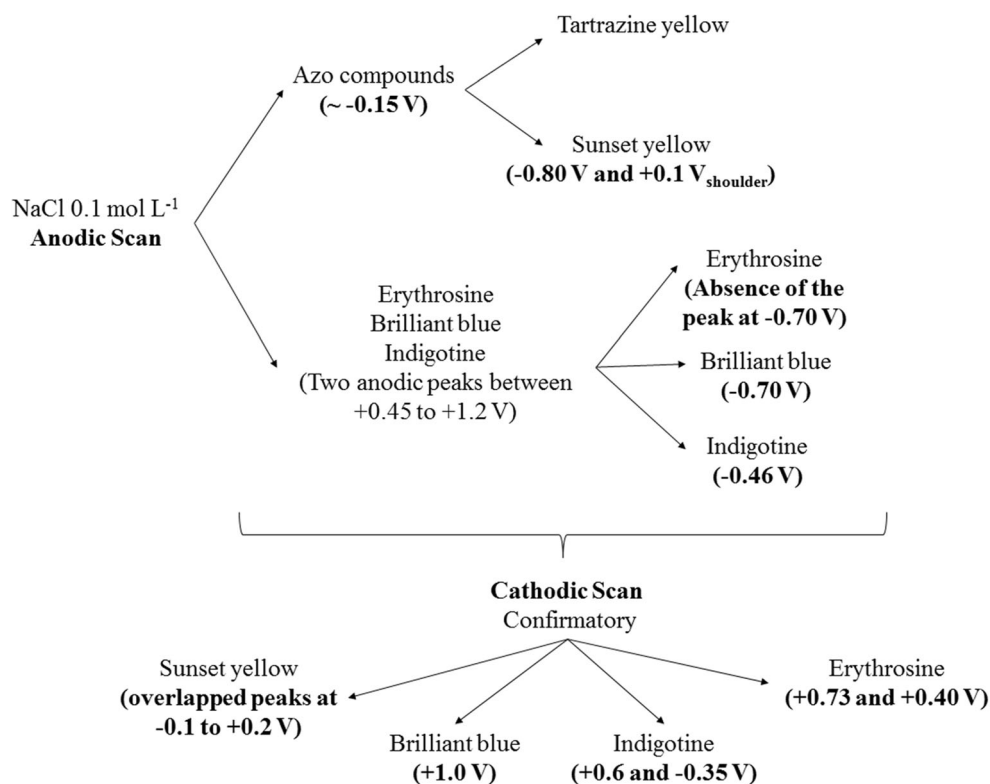 Tartrazine yellow
Azo compounds
(~ -0.15 V)
Sunset yellow
(-0.80 V and +0.1 Vshoulder)
NaCl 0.1 mol L-1
Anodic Scan
Erythrosine
Brilliant blue
Indigotine
(Two anodic peaks between
+0.45 to +1.2 V)
Erythrosine
(Absence of the
peak at -0.70 V)
Brilliant blue
(-0.70 V)
Indigotine
(-0.46 V)
Cathodic Scan
Confirmatory
Sunset yellow
(overlapped peaks at
-0.1 to +0.2 V)
Brilliant blue
(+1.0 V)
Indigotine
(+0.6 and -0.35 V)
Erythrosine
(+0.73 and +0.40 V)